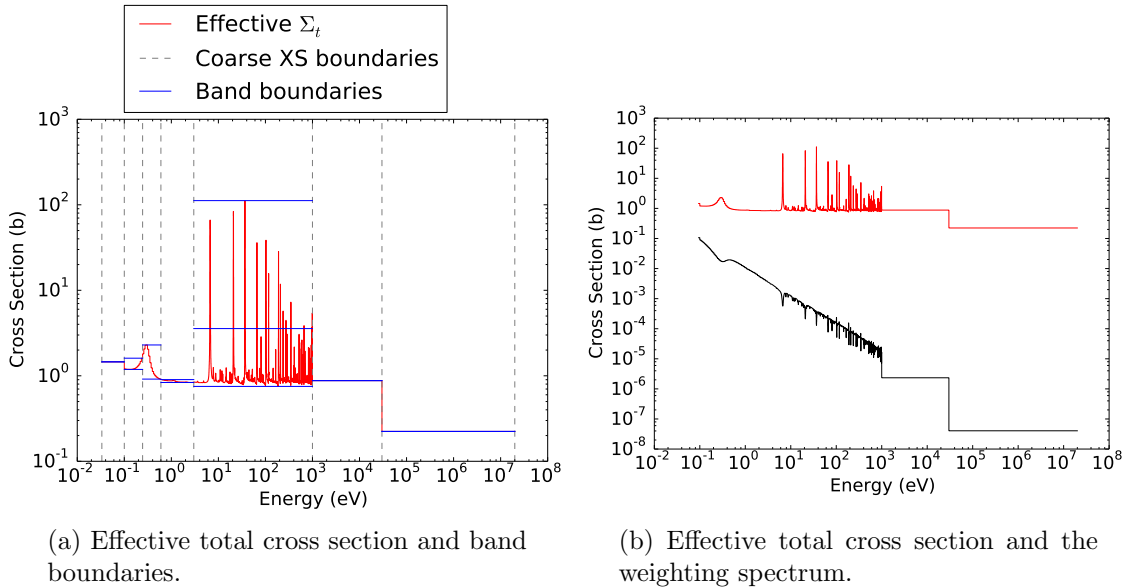 Effective Σt
Coarse XS boundaries
Band boundaries
10^3
10^2
10^1
10^0
10^-1
Cross Section (b)
10^-2 10^-1 10^0 10^1 10^2 10^3 10^4 10^5 10^6 10^7 10^8
Energy (eV)
(a) Effective total cross section and band
boundaries.
10^3
10^2
10^1
10^0
10^-1
10^-2
10^-3
10^-4
10^-5
10^-6
10^-7
10^-8
Cross Section (b)
10^-2 10^-1 10^0 10^1 10^2 10^3 10^4 10^5 10^6 10^7 10^8
Energy (eV)
(b) Effective total cross section and the
weighting spectrum.